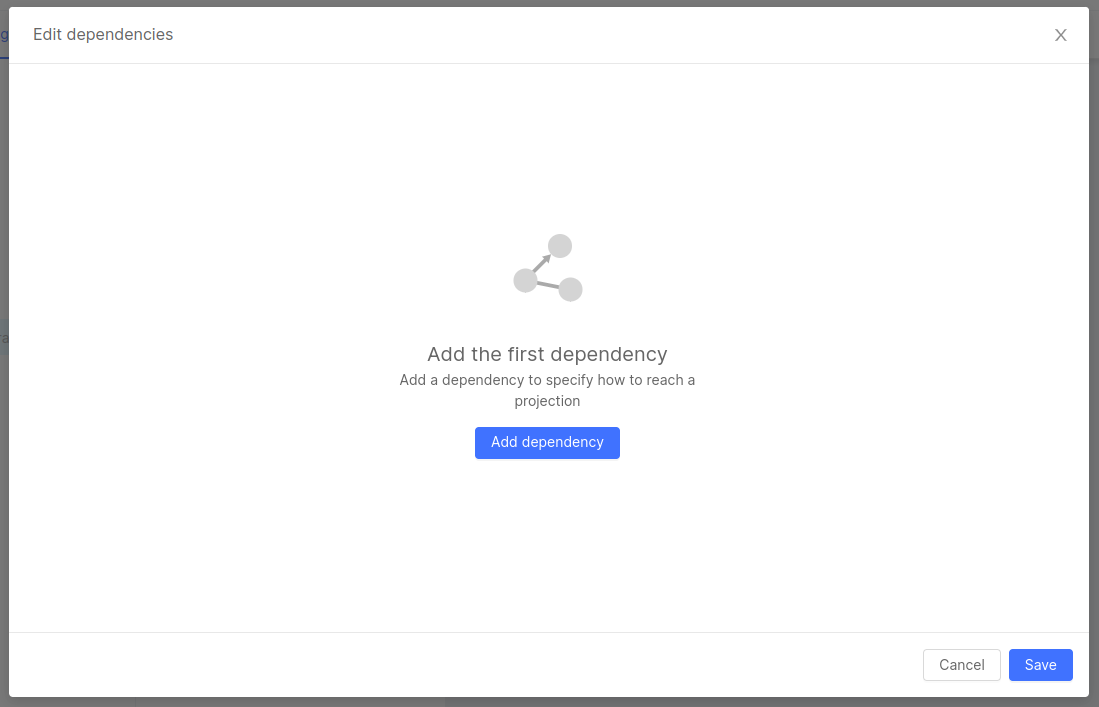 Edit dependencies
Add the first dependency
Add a dependency to specify how to reach a
projection
Add dependency
Cancel
Save